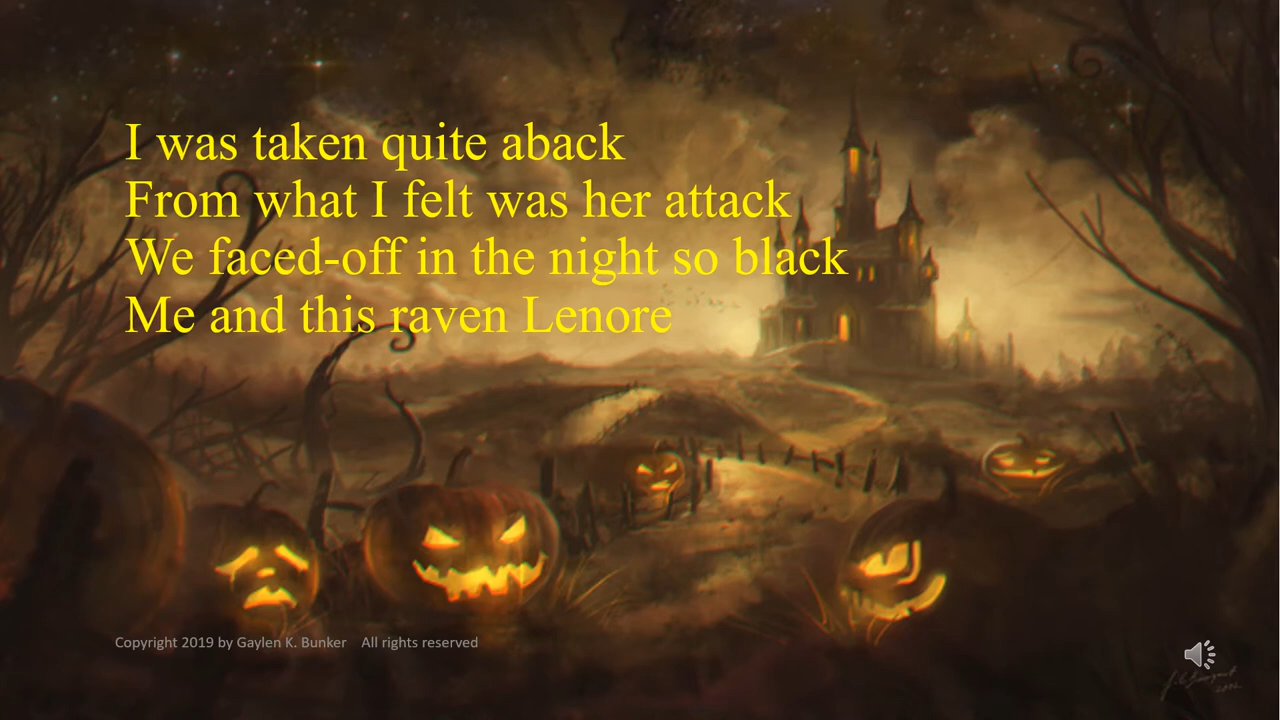 I was taken quite aback
From what I felt was her attack
We faced-off in the night so black
Me and this raven Lenore
Copyright 2019 by Gaylen K. Bunker    All rights reserved